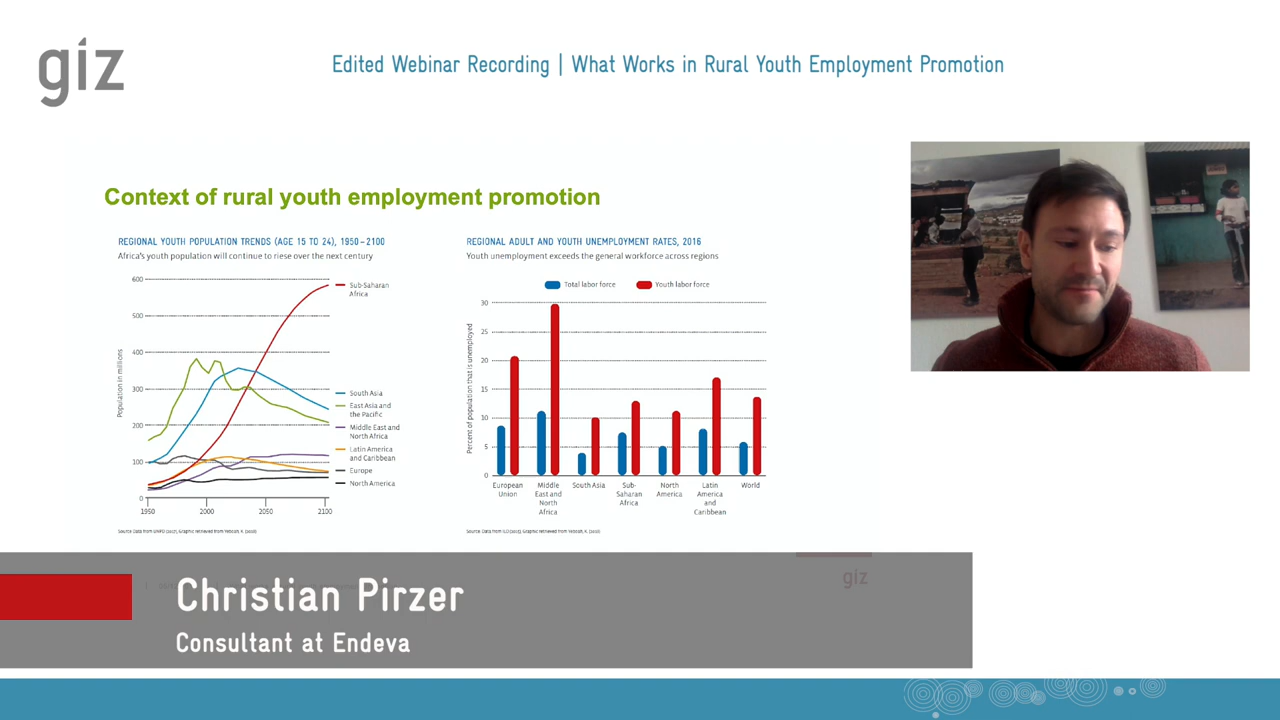 giz
Edited Webinar Recording | What Works in Rural Youth Employment Promotion
Context of rural youth employment promotion
REGIONAL YOUTH POPULATION TRENDS (AGE 15 TO 24), 1950–2100
Africa's youth population will continue to riese over the next century
Population in millions
600
500
400
300
200
100
0
1950
2000
2050
2100
Sub-Saharan
Africa
South Asia
East Asia and
the Pacific
Middle East and
North Africa
Latin America
and Caribbean
Europe
North America
REGIONAL ADULT AND YOUTH UNEMPLOYMENT RATES, 2016
Youth unemployment exceeds the general workforce across regions
Total labor force
Youth labor force
Percent of population that is unemployed
30
25
20
15
10
5
0
European
Union
Middle
East and
North
Africa
South Asia
Sub-
Saharan
Africa
North
America
Latin
America
and
Caribbean
World
giz
Christian Pirzer
Consultant at Endeva